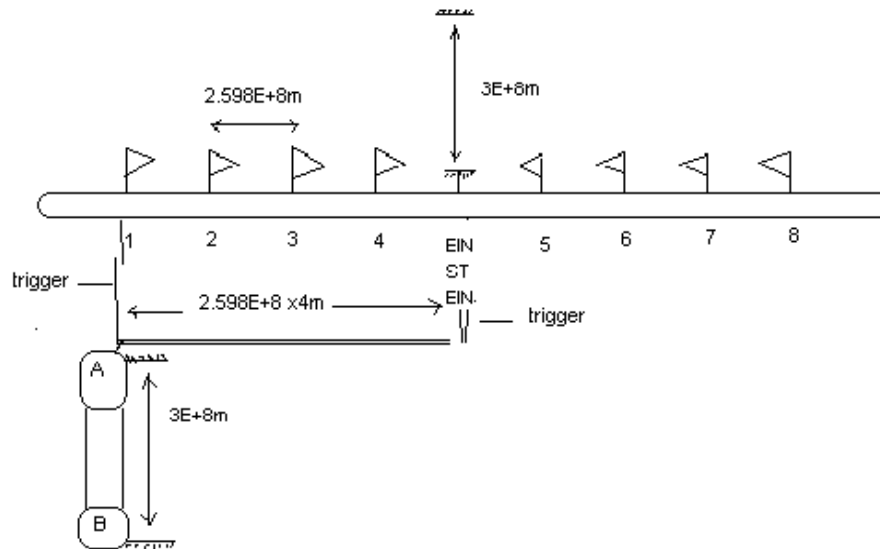 2.598E+8m
3E+8m
1 2 3 4 5 6 7 8
EIN
ST
EIN.
trigger
2.598E+8 x4m
trigger
A
3E+8m
B